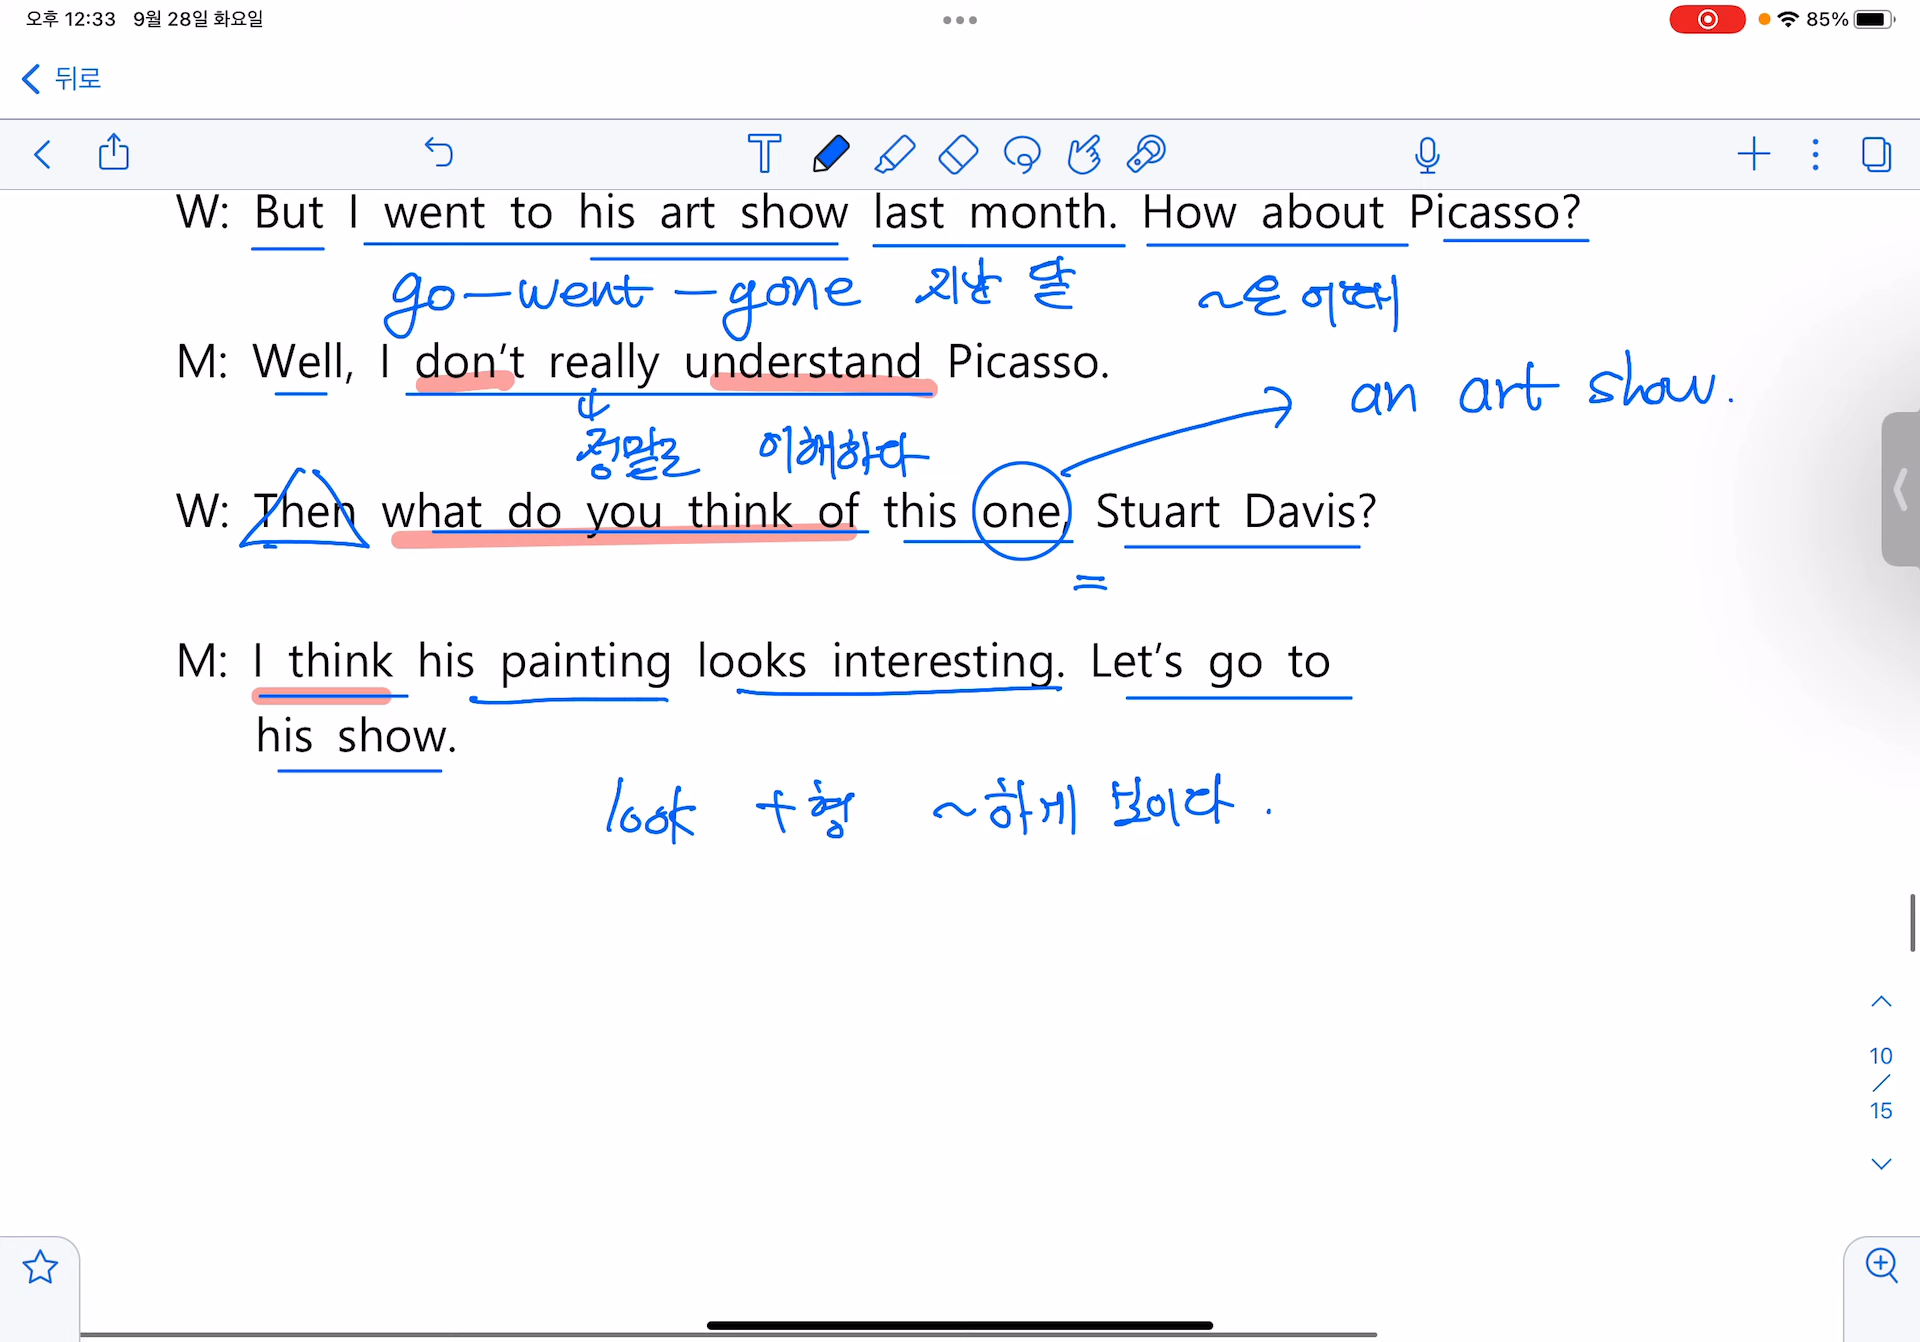 오후 12:33 9월 28일 화요일
85%
뒤로
W: But I went to his art show last month. How about Picasso?
go-went-gone 지난 달 ~은 어때
M: Well, I don't really understand Picasso.
an art show.
정말로 이해하다
W: Then what do you think of this one, Stuart Davis?
=
M: I think his painting looks interesting. Let's go to
his show.
look +형 ~하게 보이다.
10
/
15